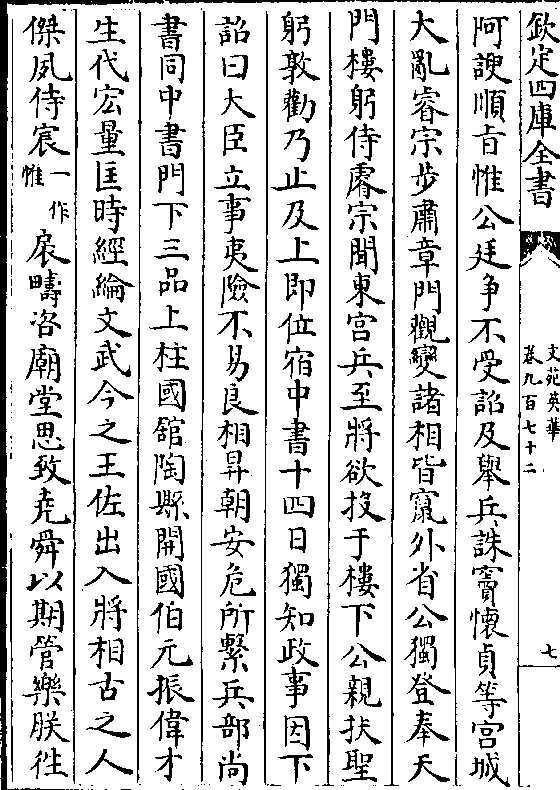 欽定四庫全書
文苑英華
卷九百七十二
七
阿諛順旨惟公廷爭不受詔及舉兵誅竇懷貞等宮城
大亂睿宗步肅章門觀變諸相皆竄外省公獨登奉天
門樓躬侍睿宗聞東宮兵至將欲投于樓下公親扶聖
躬敦勸乃止及上即位宿中書十四日獨知政事因下
詔曰大臣立事夷險不易良相昇朝安危所繫兵部尚
書同中書門下三品上柱國舘陶縣開國伯元振偉才
生代宏量匡時經綸文武今之王佐出入將相古之人
傑夙侍宸一作惟扆疇咨廟堂思致堯舜以期管樂朕徃